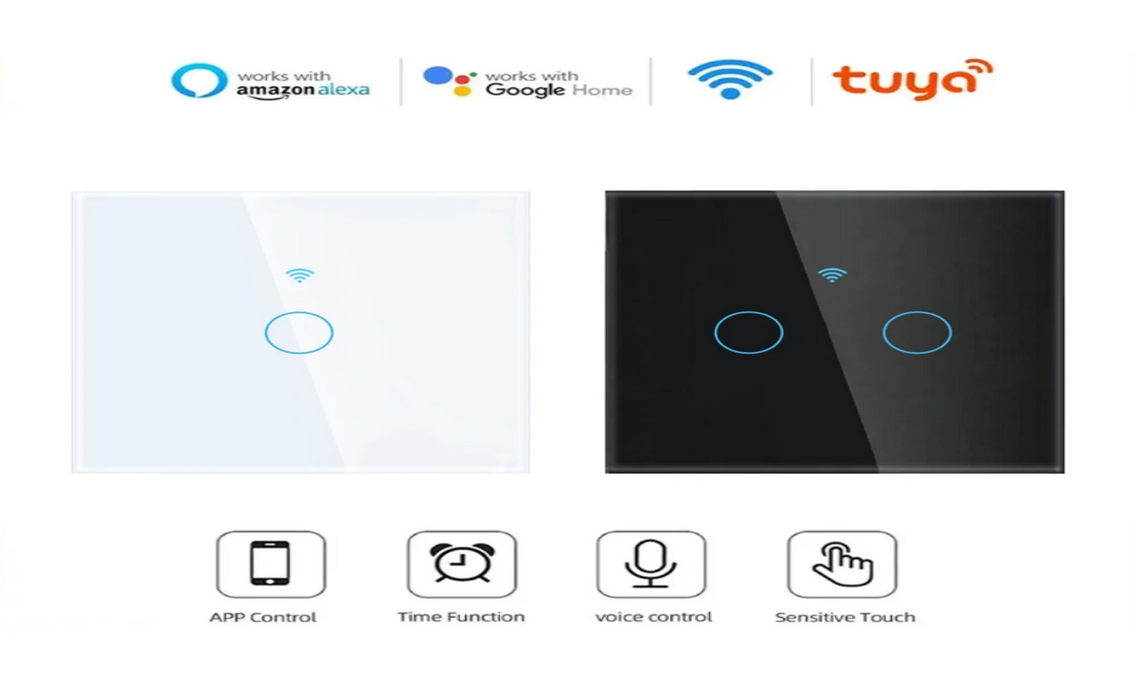 works with
amazon alexa
works with
Google Home
tuya
APP Control
Time Function
voice control
Sensitive Touch